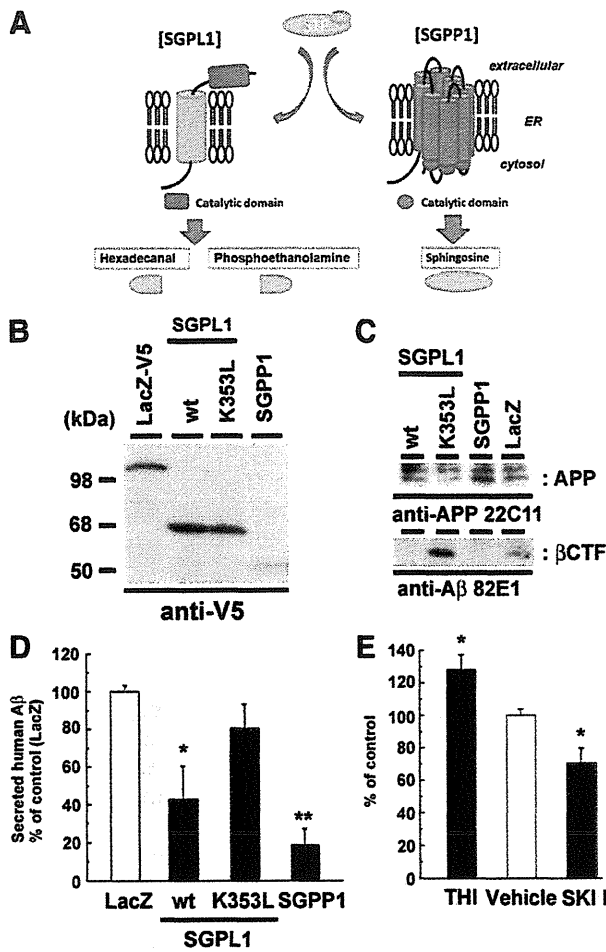 A
[SGPL1]
[SGPP1]
extracellular
ER
cytosol
Catalytic domain
Catalytic domain
Hexadecanal
Phosphoethanolamine
Sphingosine
B
SGPL1
LacZ-V5
wt
K353L
SGPP1
(kDa)
98
68
50
anti-V5
C
SGPL1
wt
K353L
SGPP1
LacZ
: APP
anti-APP 22C11
: βCTF
anti-Aβ 82E1
D
Secreted human Aβ
% of control (LacZ)
120
100
80
60
40
20
0
*
**
LacZ
wt
K353L
SGPP1
SGPL1
E
% of control
140
120
100
80
60
40
20
0
*
*
THI
Vehicle
SKI I